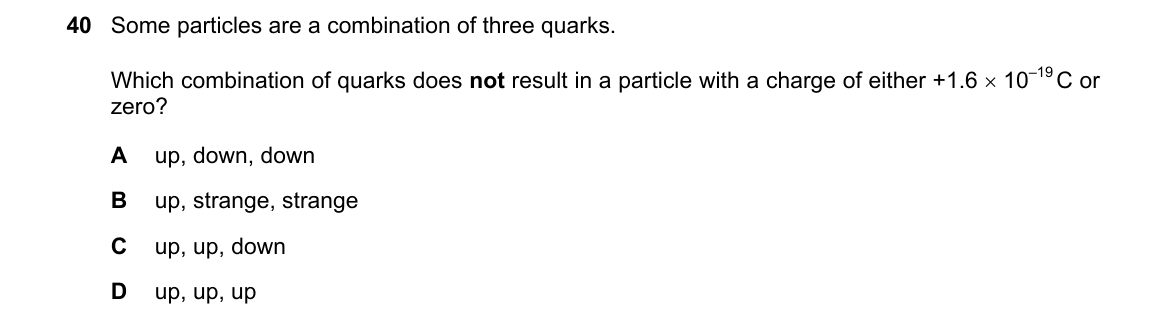 40 Some particles are a combination of three quarks.
Which combination of quarks does not result in a particle with a charge of either +1.6 × 10⁻¹⁹ C or
zero?
A up, down, down
B up, strange, strange
C up, up, down
D up, up, up